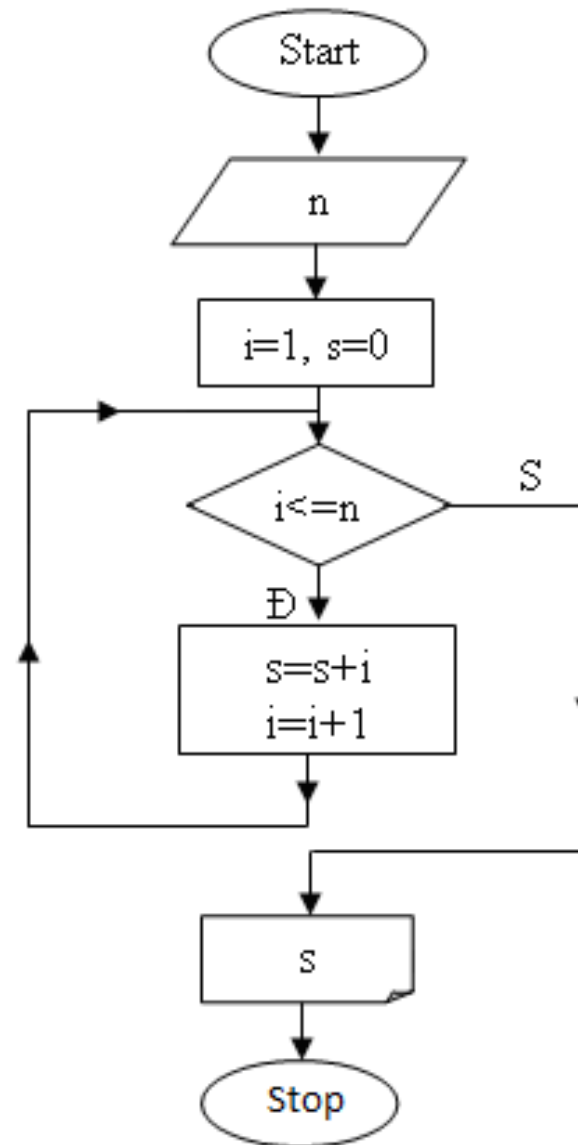 Start
n
i=1, s=0
i<=n
S
Đ
s=s+i
i=i+1
s
Stop